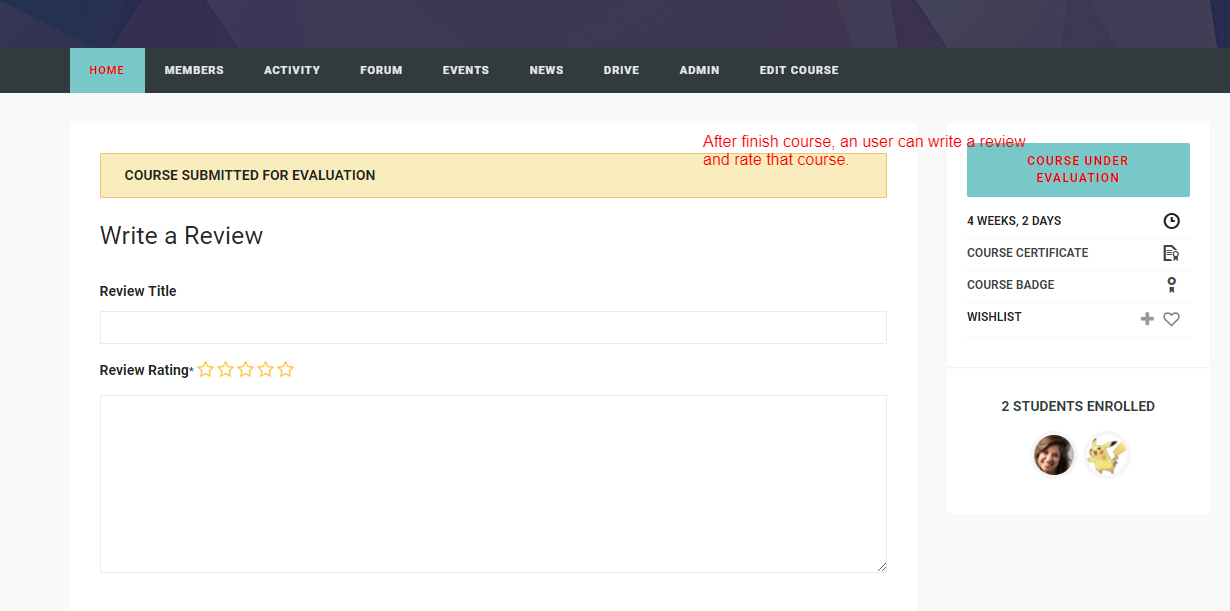 HOME MEMBERS ACTIVITY FORUM EVENTS NEWS DRIVE ADMIN EDIT COURSE
After finish course, an user can write a review
and rate that course.
COURSE SUBMITTED FOR EVALUATION
Write a Review
Review Title
Review Rating*
COURSE UNDER
EVALUATION
4 WEEKS, 2 DAYS
COURSE CERTIFICATE
COURSE BADGE
WISHLIST
2 STUDENTS ENROLLED